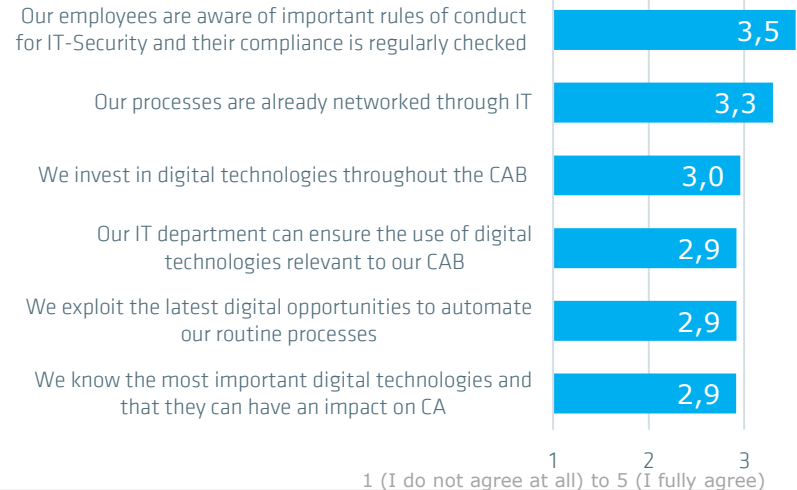 Our employees are aware of important rules of conduct
for IT-Security and their compliance is regularly checked
3,5
Our processes are already networked through IT
3,3
We invest in digital technologies throughout the CAB
3,0
Our IT department can ensure the use of digital
technologies relevant to our CAB
2,9
We exploit the latest digital opportunities to automate
our routine processes
2,9
We know the most important digital technologies and
that they can have an impact on CA
2,9
1 2 3
1 (I do not agree at all) to 5 (I fully agree)